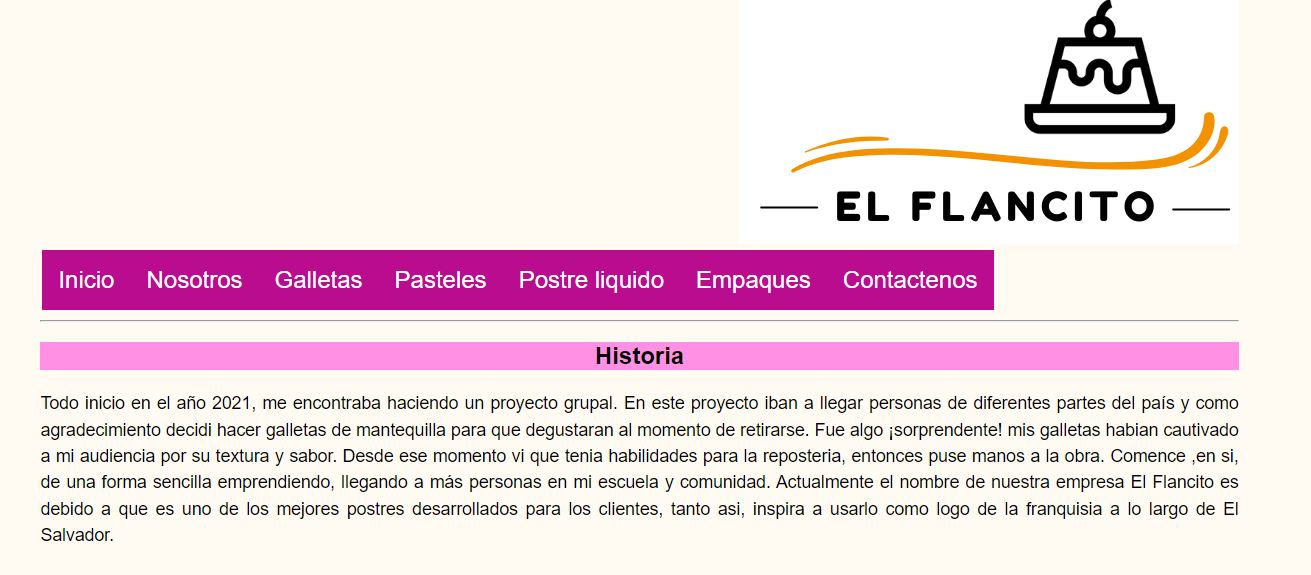 EL FLANCITO
Inicio Nosotros Galletas Pasteles Postre liquido Empaques Contactenos
Historia
Todo inicio en el año 2021, me encontraba haciendo un proyecto grupal. En este proyecto iban a llegar personas de diferentes partes del país y como
agradecimiento decidi hacer galletas de mantequilla para que degustaran al momento de retirarse. Fue algo ¡sorprendente! mis galletas habian cautivado
a mi audiencia por su textura y sabor. Desde ese momento vi que tenia habilidades para la reposteria, entonces puse manos a la obra. Comence ,en si,
de una forma sencilla emprendiendo, llegando a más personas en mi escuela y comunidad. Actualmente el nombre de nuestra empresa El Flancito es
debido a que es uno de los mejores postres desarrollados para los clientes, tanto asi, inspira a usarlo como logo de la franquisia a lo largo de El
Salvador.